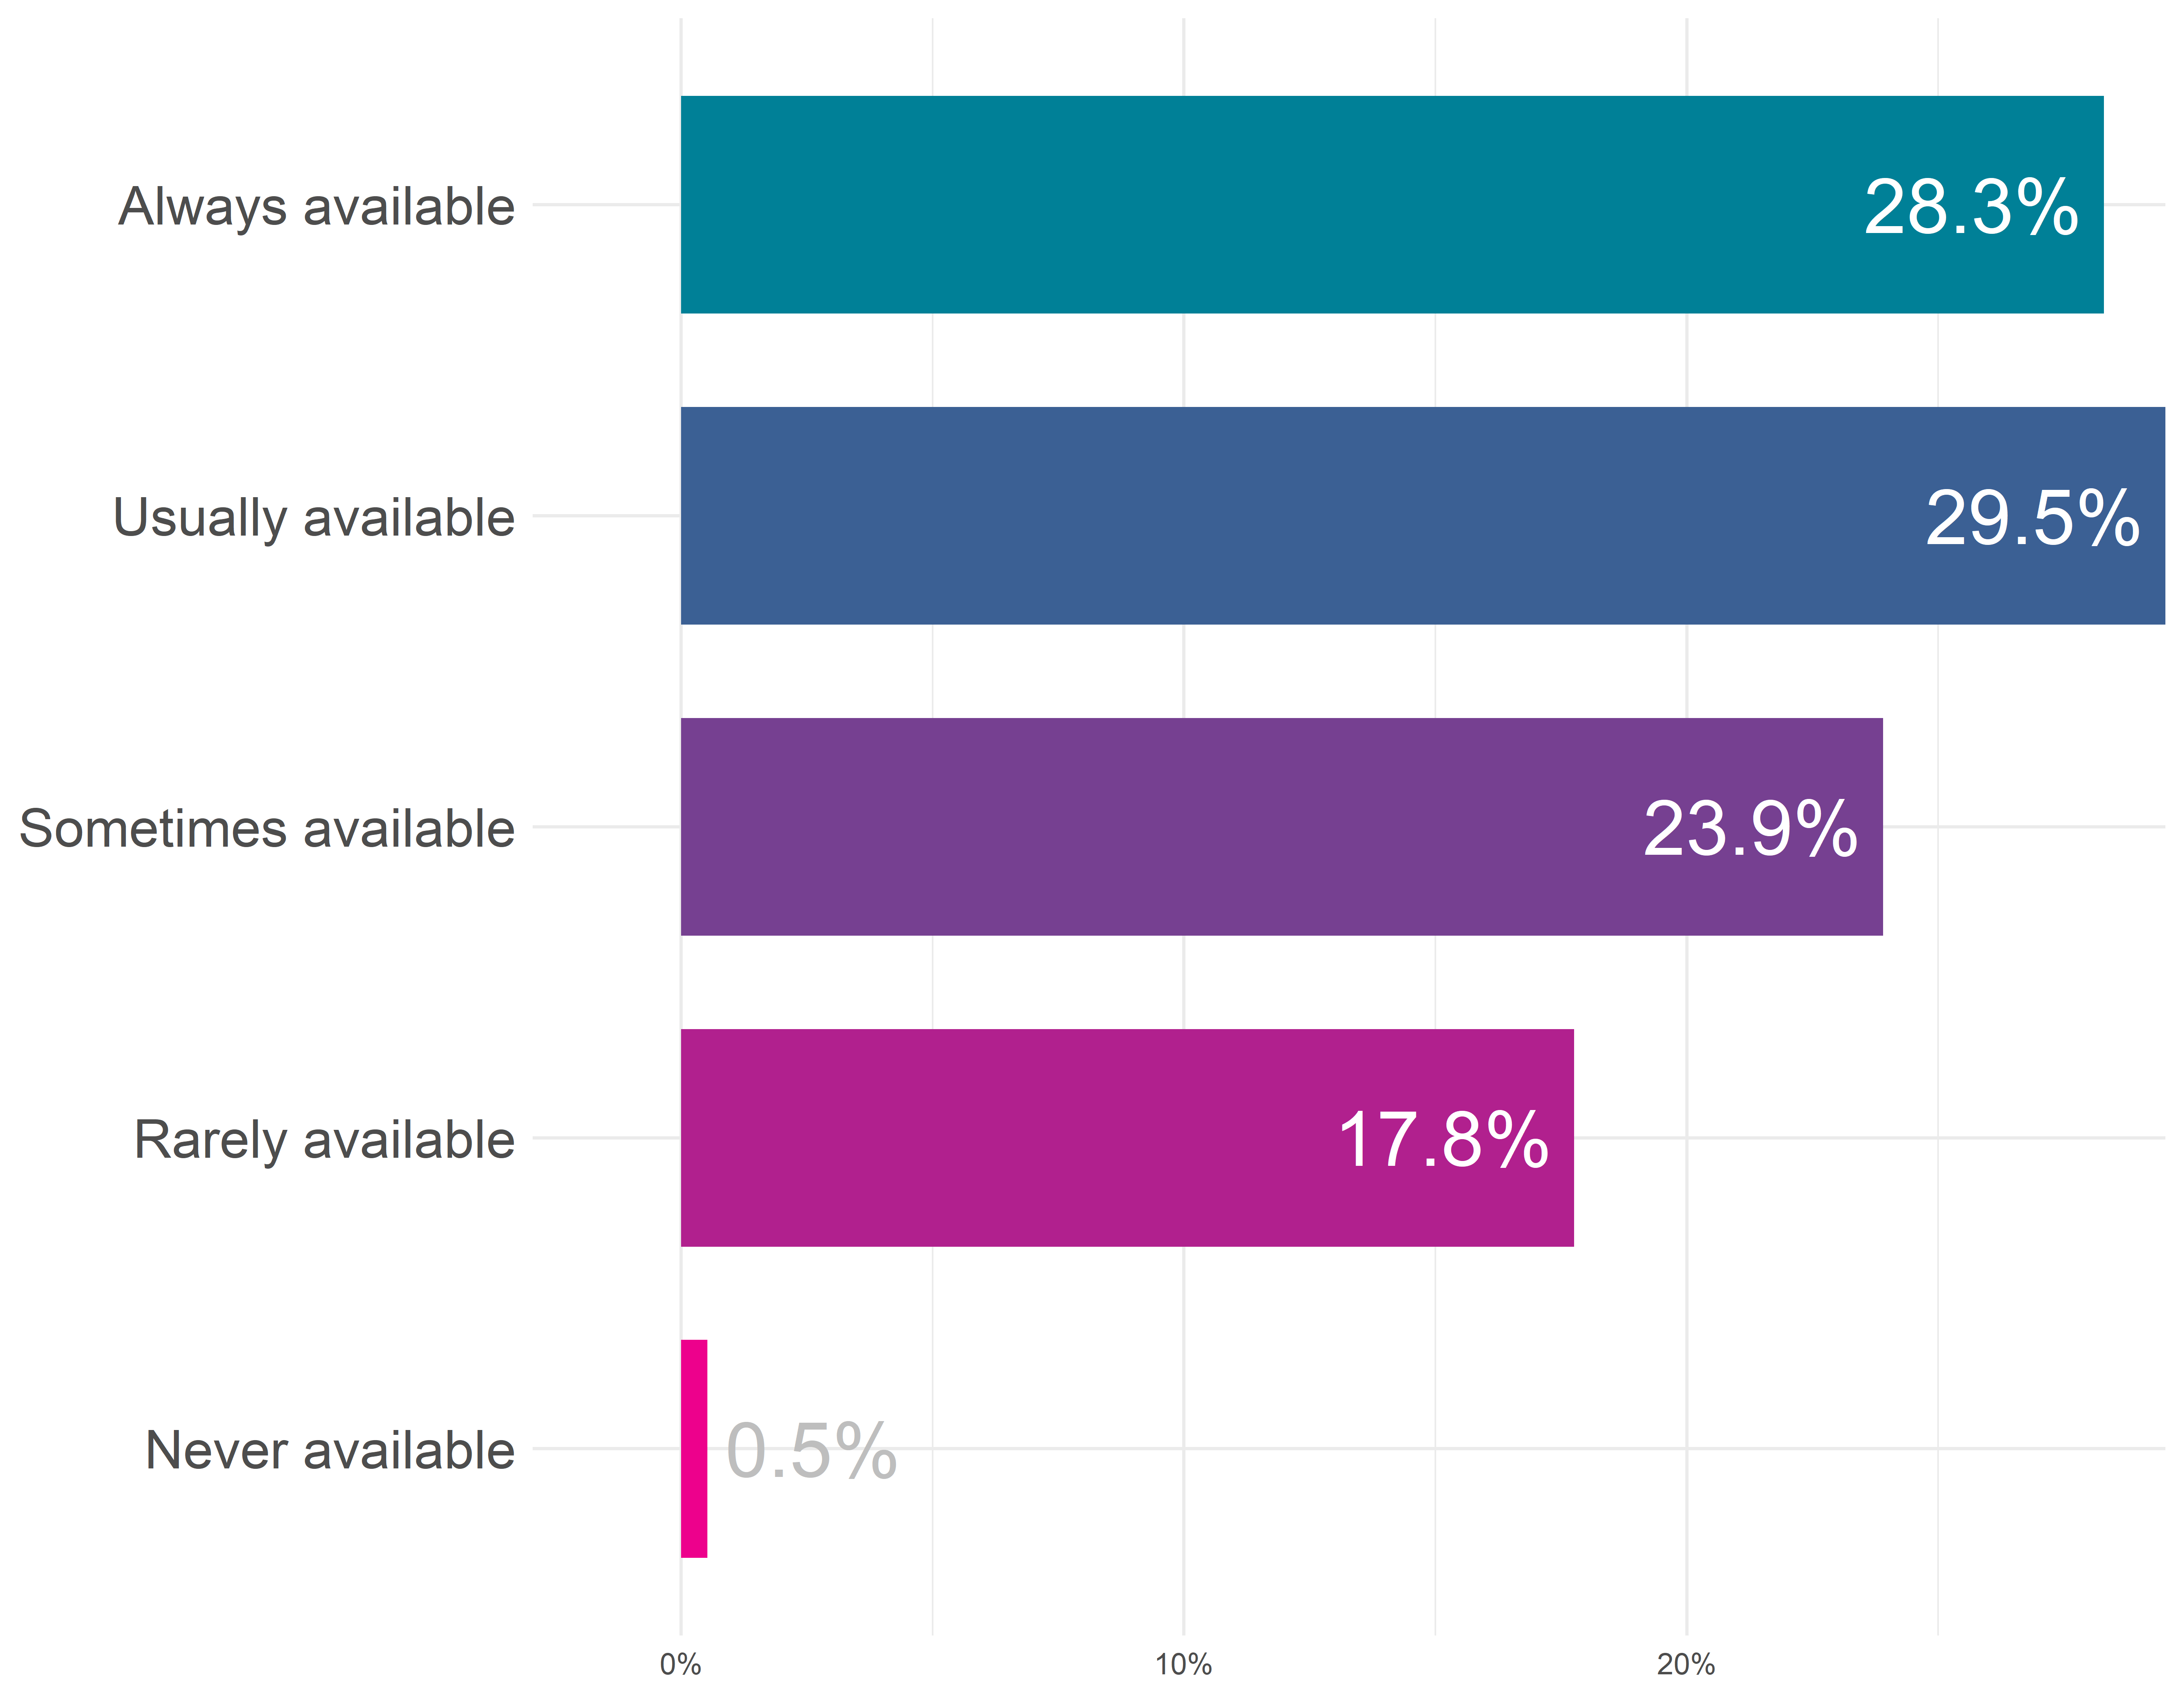 Always available 28.3%
Usually available 29.5%
Sometimes available 23.9%
Rarely available 17.8%
Never available 0.5%
0% 10% 20%